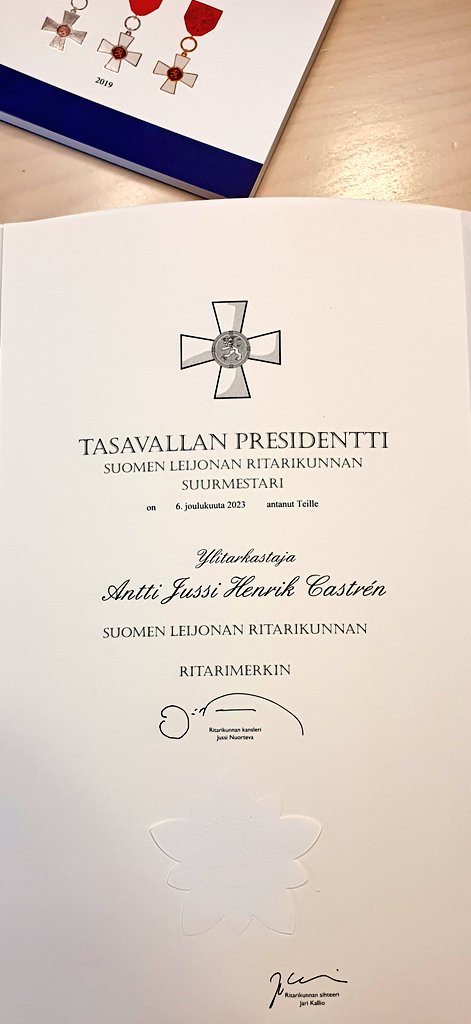 2019
TASAVALLAN PRESIDENTTI
SUOMEN LEIJONAN RITARIKUNNAN
SUURMESTARI
on 6. joulukuuta 2023 antanut Teille
Ylitarkastaja
Antti Jussi Henrik Castrén
SUOMEN LEIJONAN RITARIKUNNAN
RITARIMERKIN
Ritarikunnan kansleri
Jussi Nuorteva
Ritarikunnan sihteeri
Jari Kallio